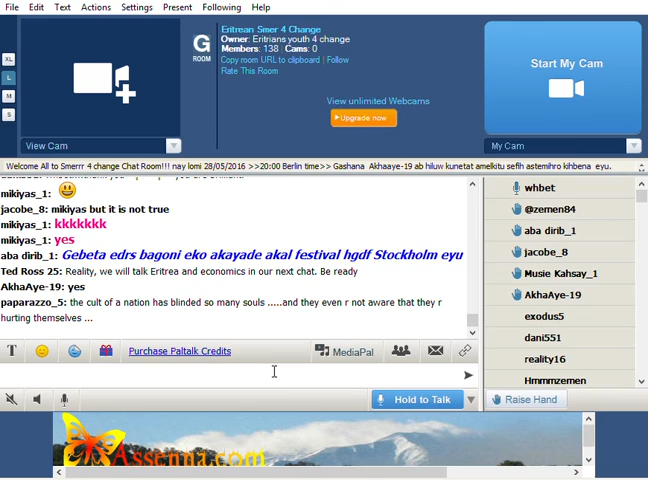 File Edit Text Actions Settings Present Following Help
Eritrean Smer 4 Change
Owner: Eritrians youth 4 change
Members: 138 | Cams: 0
Copy room URL to clipboard | Follow
Rate This Room
G
ROOM
XL
L
M
S
View unlimited Webcams
Upgrade now
Start My Cam
View Cam
My Cam
Welcome All to Smerrr 4 change Chat Room!!! nay lomi 28/05/2016 >>20:00 Berlin time>> Gashana Akhaaye-19 ab hiluw kunetat amelkitu sefih astemihro kihbena eyu.
mikiyas_1:
jacobe_8: mikiyas but it is not true
mikiyas_1: kkkkkkk
mikiyas_1: yes
aba dirib_1: Gebeta edrs bagoni eko akayade akal festival hgdf Stockholm eyu
Ted Ross 25: Reality, we will talk Eritrea and economics in our next chat. Be ready
AkhaAye-19: yes
paparazzo_5: the cult of a nation has blinded so many souls .....and they even r not aware that they r
hurting themselves ...
whbet
@zemen84
aba dirib_1
jacobe_8
Musie Kahsay_1
AkhaAye-19
exodus5
dani551
reality16
Hmmmzemen
T
Purchase Paltalk Credits
MediaPal
Hold to Talk
Raise Hand
Assenna.com